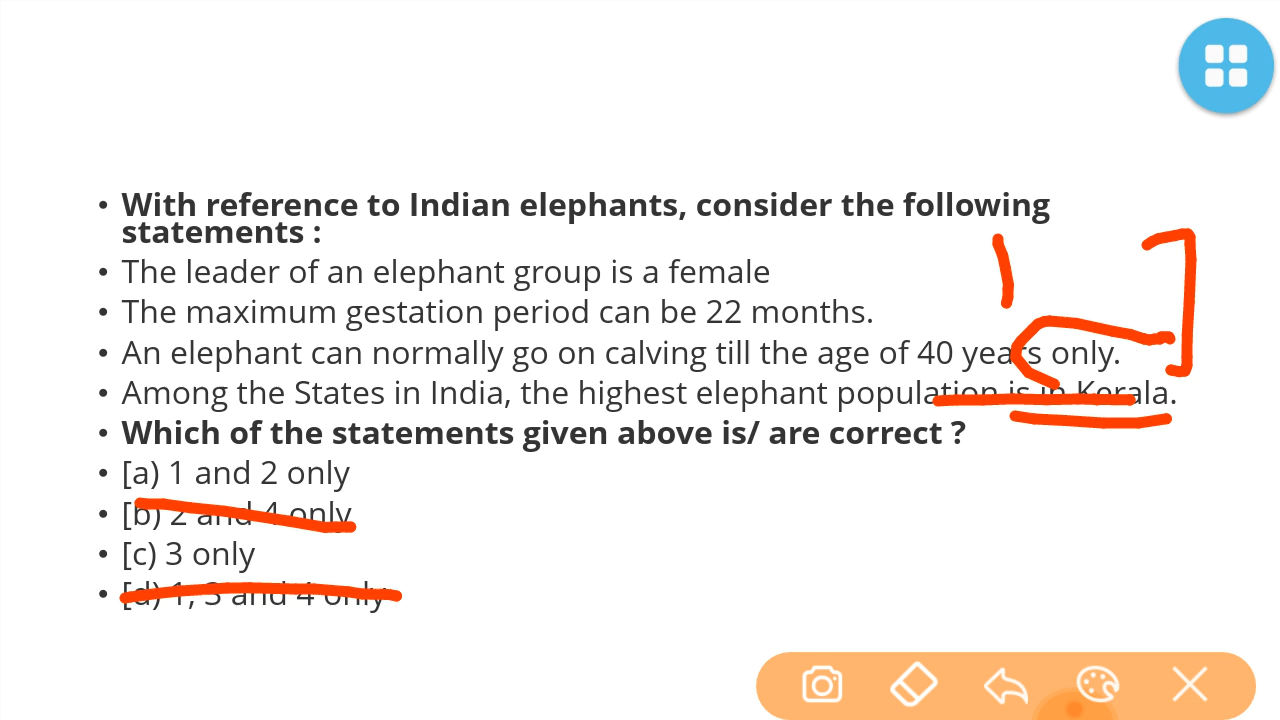 • With reference to Indian elephants, consider the following
statements :
• The leader of an elephant group is a female
• The maximum gestation period can be 22 months.
• An elephant can normally go on calving till the age of 40 years only.
• Among the States in India, the highest elephant population is in Kerala.
• Which of the statements given above is/ are correct ?
• [a) 1 and 2 only
• [b) 2 and 4 only
• [c) 3 only
• [d) 1, 3 and 4 only